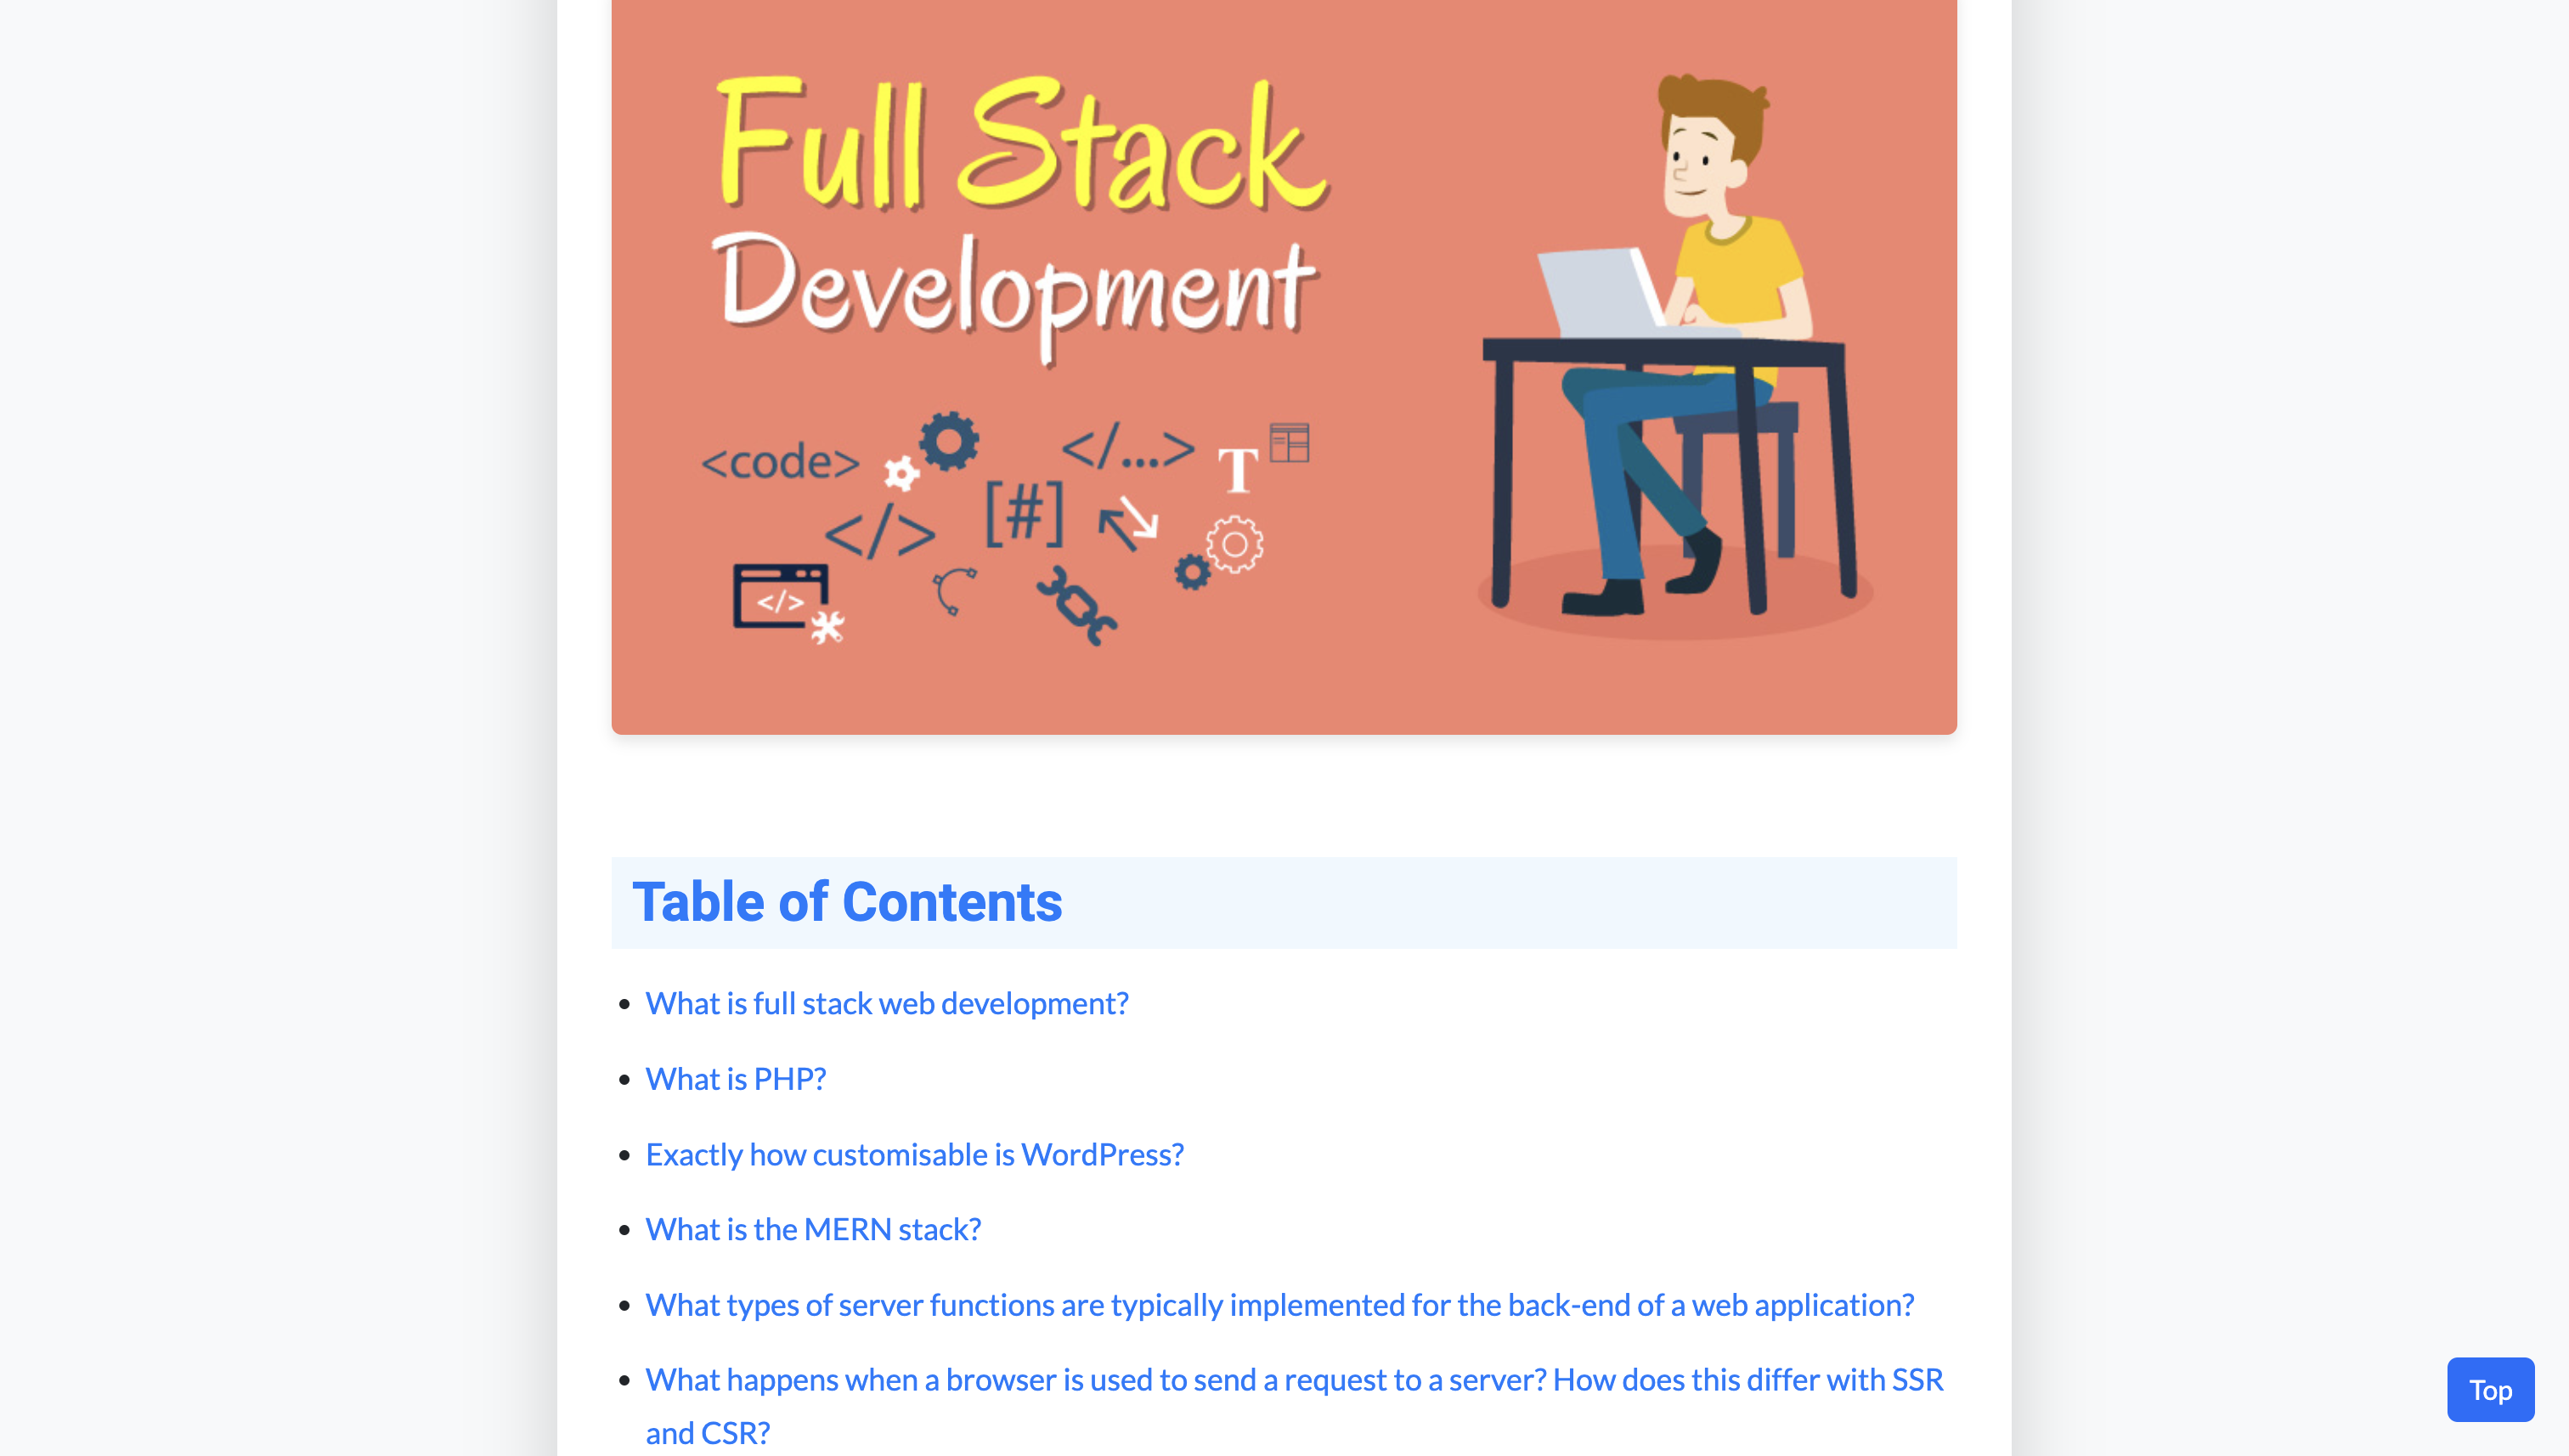 Full Stack
Development
<code>
</...>
T
[#]
</>
</>
Table of Contents
What is full stack web development?
What is PHP?
Exactly how customisable is WordPress?
What is the MERN stack?
What types of server functions are typically implemented for the back-end of a web application?
What happens when a browser is used to send a request to a server? How does this differ with SSR
and CSR?
Top